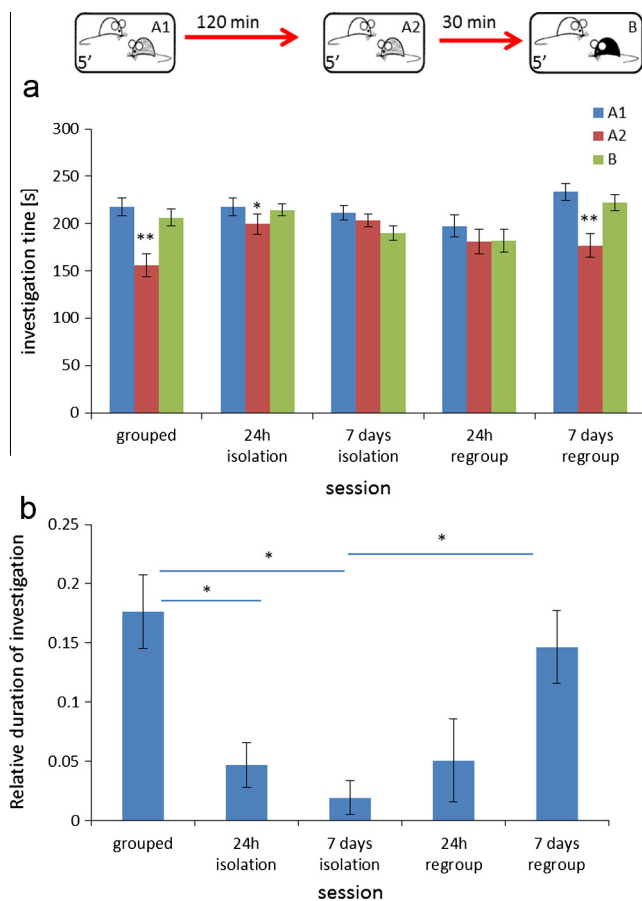 A1 120 min A2 30 min B
5’ 5’ 5’
a
300
250
200
150
100
50
0
investigation tine [s]
A1
A2
B
** * **
grouped 24h isolation 7 days isolation 24h regroup 7 days regroup
session
b
0.25
0.2
0.15
0.1
0.05
0
Relative duration of investigation
* * *
grouped 24h isolation 7 days isolation 24h regroup 7 days regroup
session